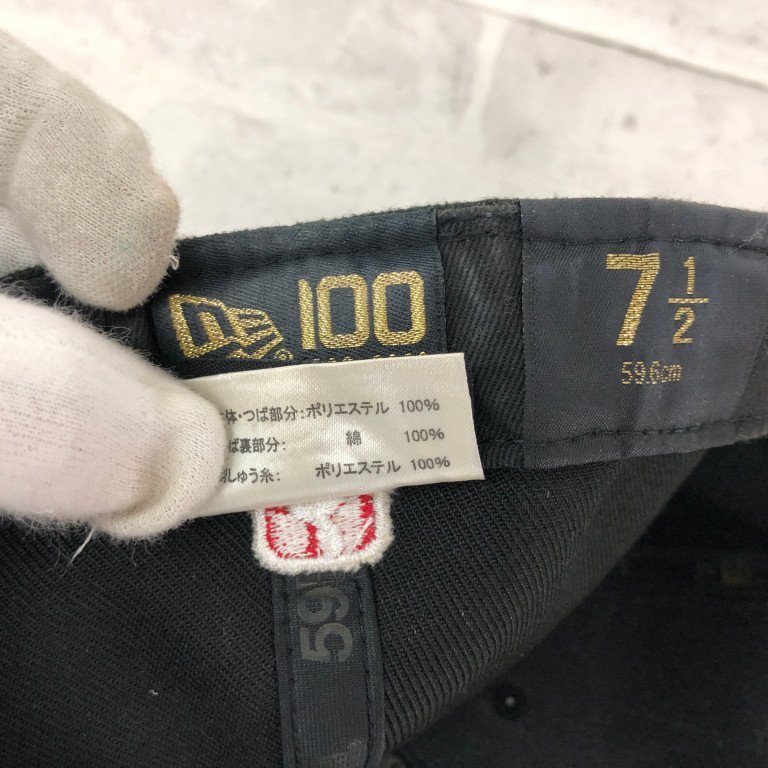 100
7 1/2
59.6cm
体・つば部分:ポリエステル 100%
ば裏部分: 綿 100%
しゅう糸: ポリエステル 100%
59